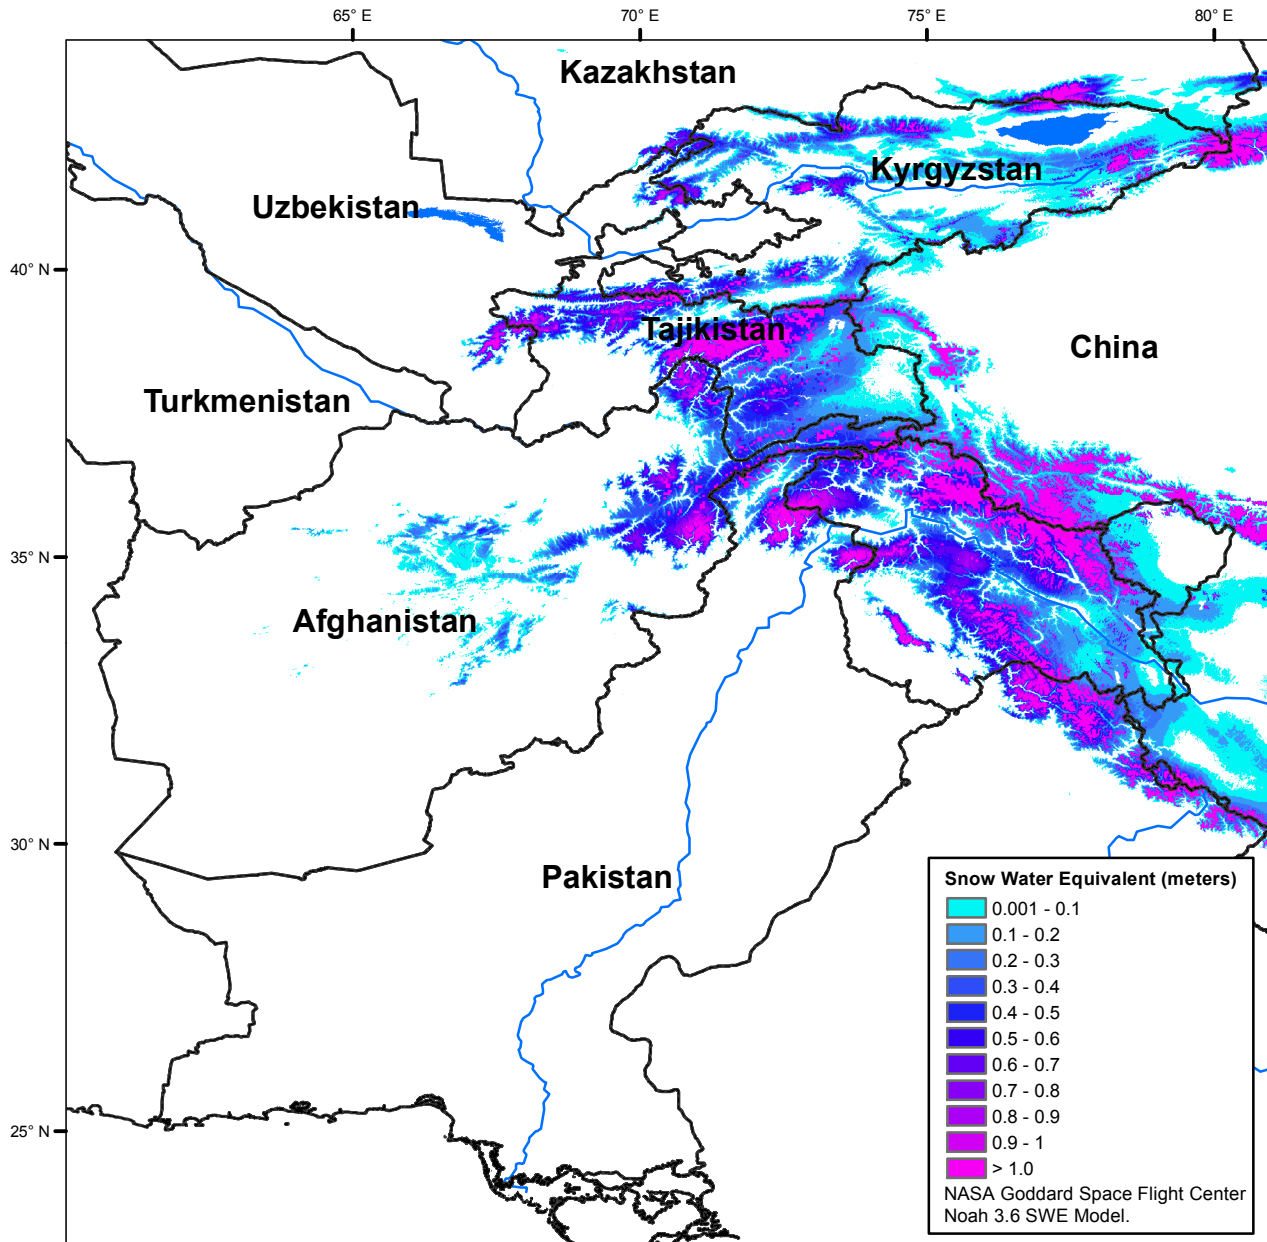 65° E
70° E
75° E
80° E
Kazakhstan
Kyrgyzstan
Uzbekistan
40° N
Tajikistan
China
Turkmenistan
35° N
Afghanistan
30° N
Pakistan
25° N
Snow Water Equivalent (meters)
0.001 - 0.1
0.1 - 0.2
0.2 - 0.3
0.3 - 0.4
0.4 - 0.5
0.5 - 0.6
0.6 - 0.7
0.7 - 0.8
0.8 - 0.9
0.9 - 1
> 1.0
NASA Goddard Space Flight Center
Noah 3.6 SWE Model.